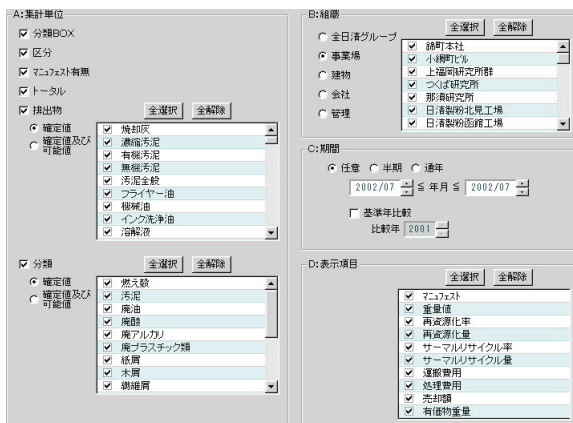 A:集計単位
分類BOX
区分
マニュフェスト有無
トータル
排出物
全選択 全解除
確定値
確定値及び
可能値
焼却灰
濃縮汚泥
有機汚泥
無機汚泥
汚泥全般
フライヤー油
機械油
インク洗浄油
溶解液
分類
全選択 全解除
確定値
確定値及び
可能値
燃え殻
汚泥
廃油
廃酸
廃アルカリ
廃プラスチック類
紙屑
木屑
繊維屑
B:組織
全選択 全解除
全日清グループ
事業場
建物
会社
管理
錦町本社
小網町ビル
上福岡研究所群
つくば研究所
那須研究所
日清製粉北見工場
日清製粉函館工場
C:期間
任意 半期 通年
2002/07 ≦ 年月 ≦ 2002/07
基準年比較
比較年 2001
D:表示項目
全選択 全解除
マニュフェスト
重量値
再資源化率
再資源化量
サーマルリサイクル率
サーマルリサイクル量
運搬費用
処理費用
売却額
有価物重量